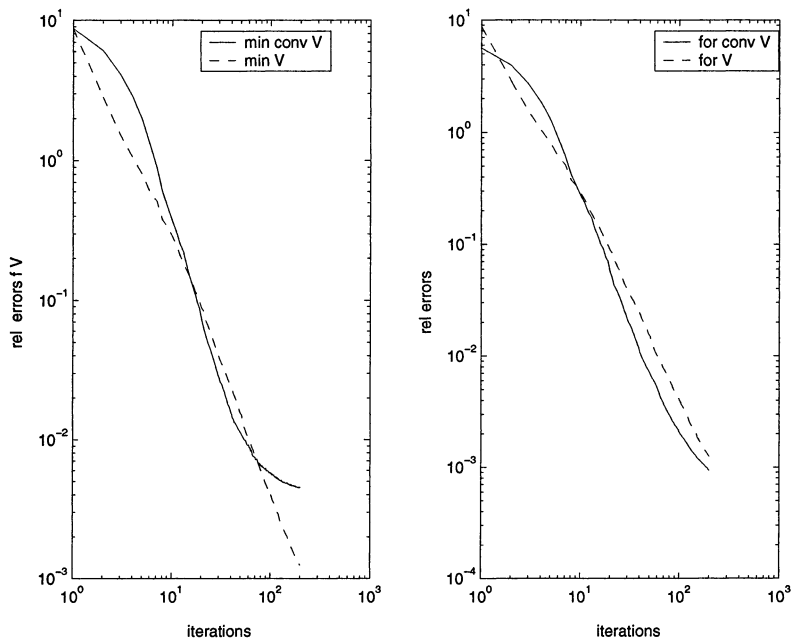 10^1
10^0
10^-1
10^-2
10^-3
10^0
10^1
10^2
10^3
rel errors f V
iterations
min conv V
min V
10^1
10^0
10^-1
10^-2
10^-3
10^-4
10^0
10^1
10^2
10^3
rel errors
iterations
for conv V
for V